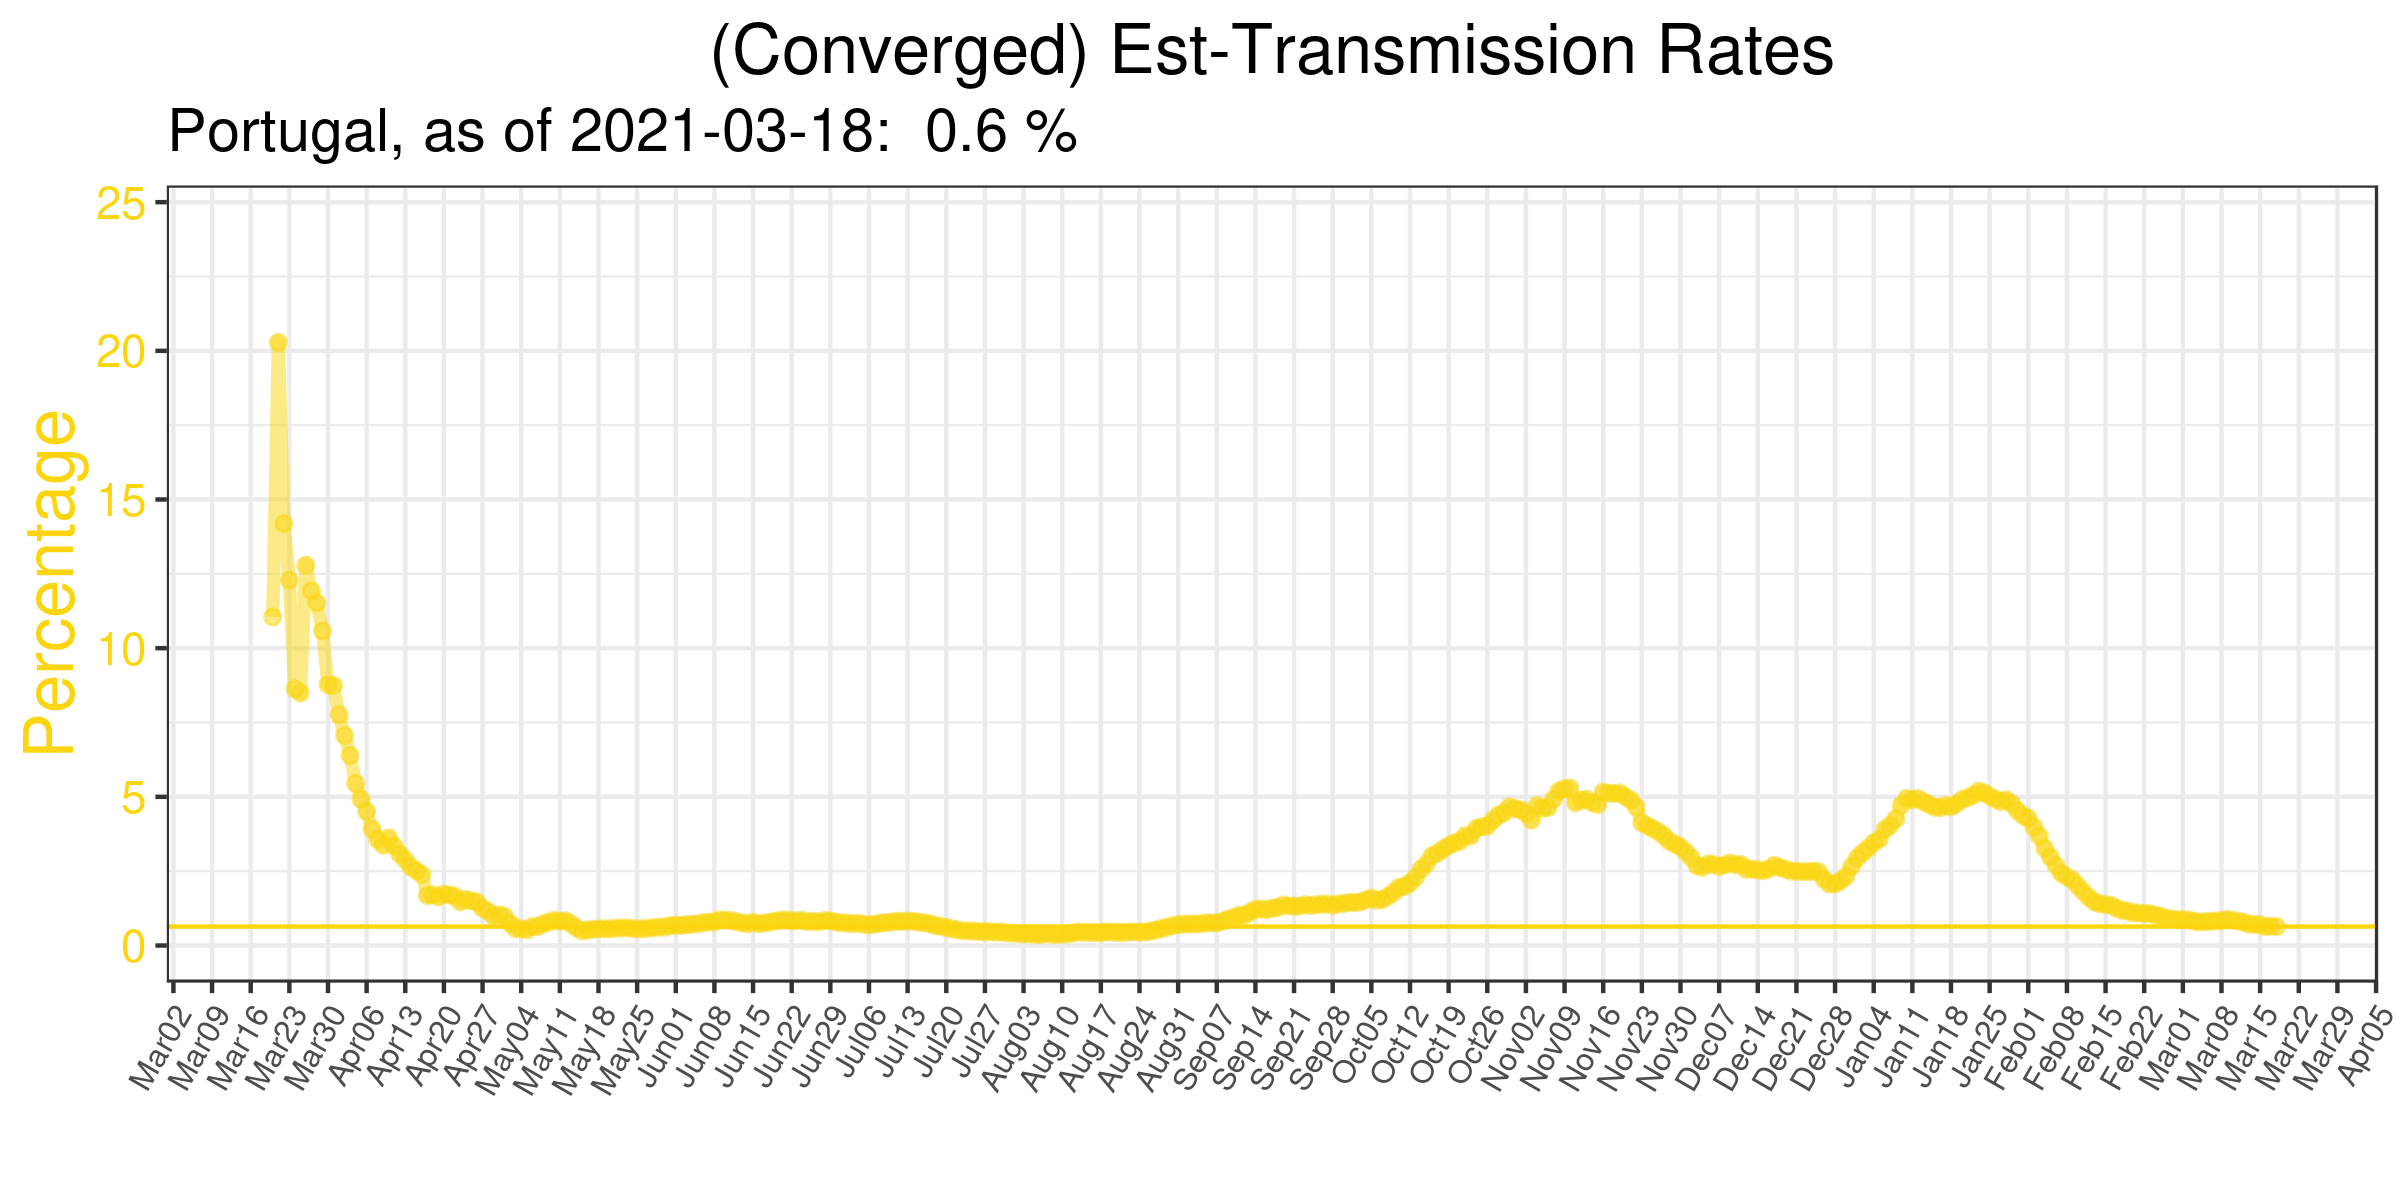 (Converged) Est-Transmission Rates
Portugal, as of 2021-03-18: 0.6 %
Percentage
25
20
15
10
5
0
Mar02 Mar09 Mar16 Mar23 Mar30 Apr06 Apr13 Apr20 Apr27 May04 May11 May18 May25 Jun01 Jun08 Jun15 Jun22 Jun29 Jul06 Jul13 Jul20 Jul27 Aug03 Aug10 Aug17 Aug24 Aug31 Sep07 Sep14 Sep21 Sep28 Oct05 Oct12 Oct19 Oct26 Nov02 Nov09 Nov16 Nov23 Nov30 Dec07 Dec14 Dec21 Dec28 Jan04 Jan11 Jan18 Jan25 Feb01 Feb08 Feb15 Feb22 Mar01 Mar08 Mar15 Mar22 Mar29 Apr05